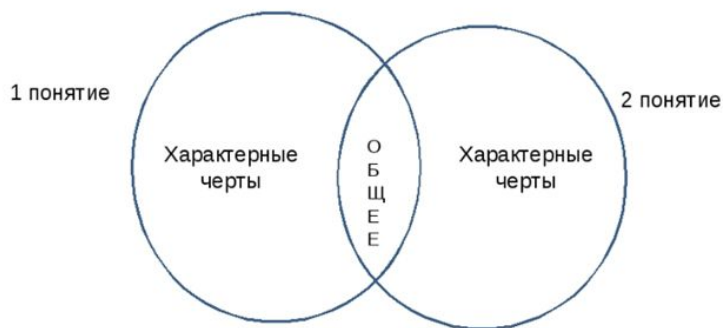 1 понятие
2 понятие
Характерные
черты
О
Б
Щ
Е
Е
Характерные
черты